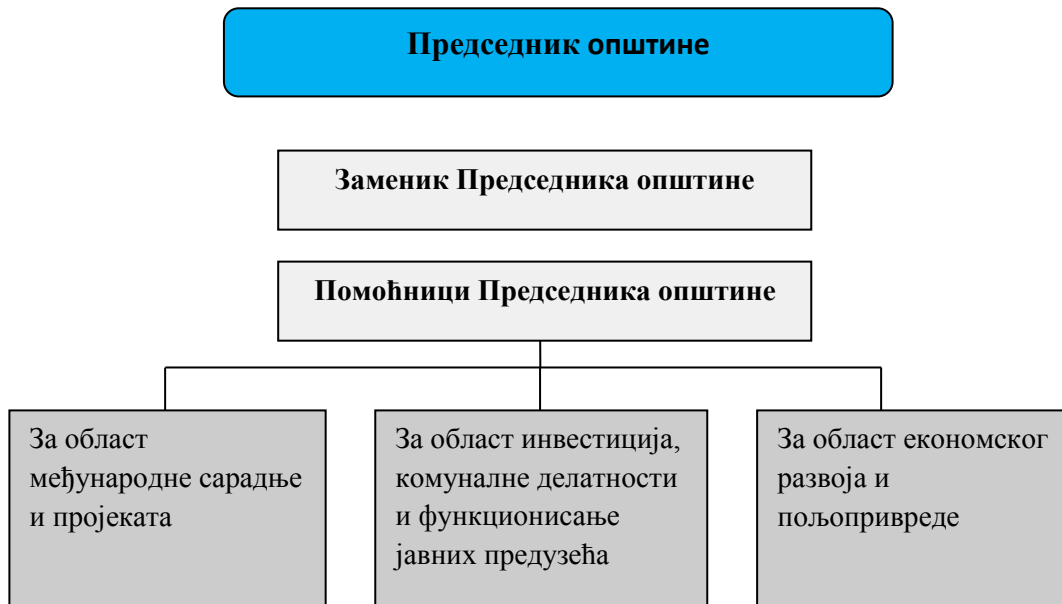 Председник општине
Заменик Председника општине
Помоћници Председника општине
За област
међународне сарадње
и пројеката
За област инвестиција,
комуналне делатности
и функционисање
јавних предузећа
За област економског
развоја и
пољопривреде